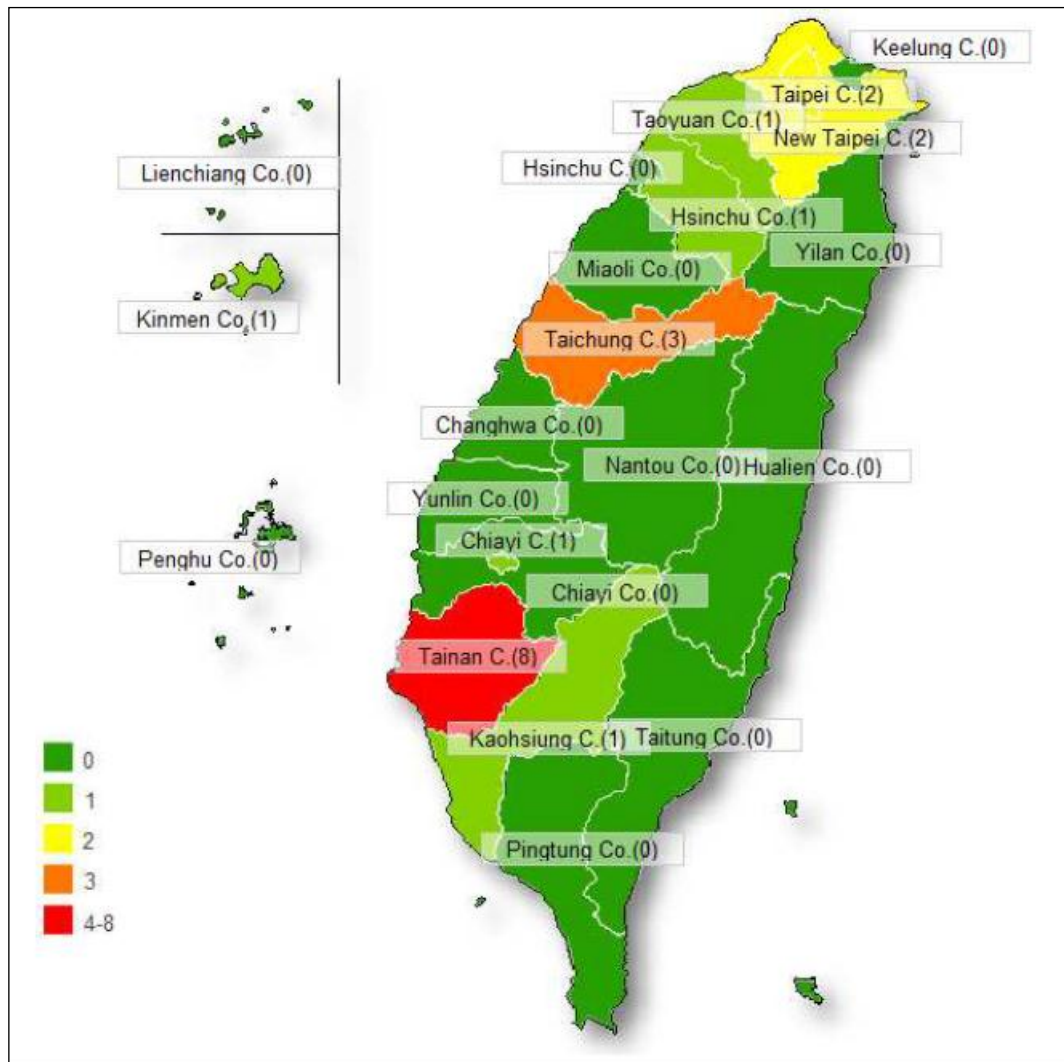 Keelung C.(0)
Taipei C.(2)
Taoyuan Co.(1)
New Taipei C.(2)
Lienchiang Co.(0)
Hsinchu C.(0)
Hsinchu Co.(1)
Yilan Co.(0)
Miaoli Co.(0)
Kinmen Co.(1)
Taichung C.(3)
Changhwa Co.(0)
Nantou Co.(0)
Hualien Co.(0)
Yunlin Co.(0)
Chiayi C.(1)
Penghu Co.(0)
Chiayi Co.(0)
Tainan C.(8)
Kaohsiung C.(1)
Taitung Co.(0)
Pingtung Co.(0)
0
1
2
3
4-8